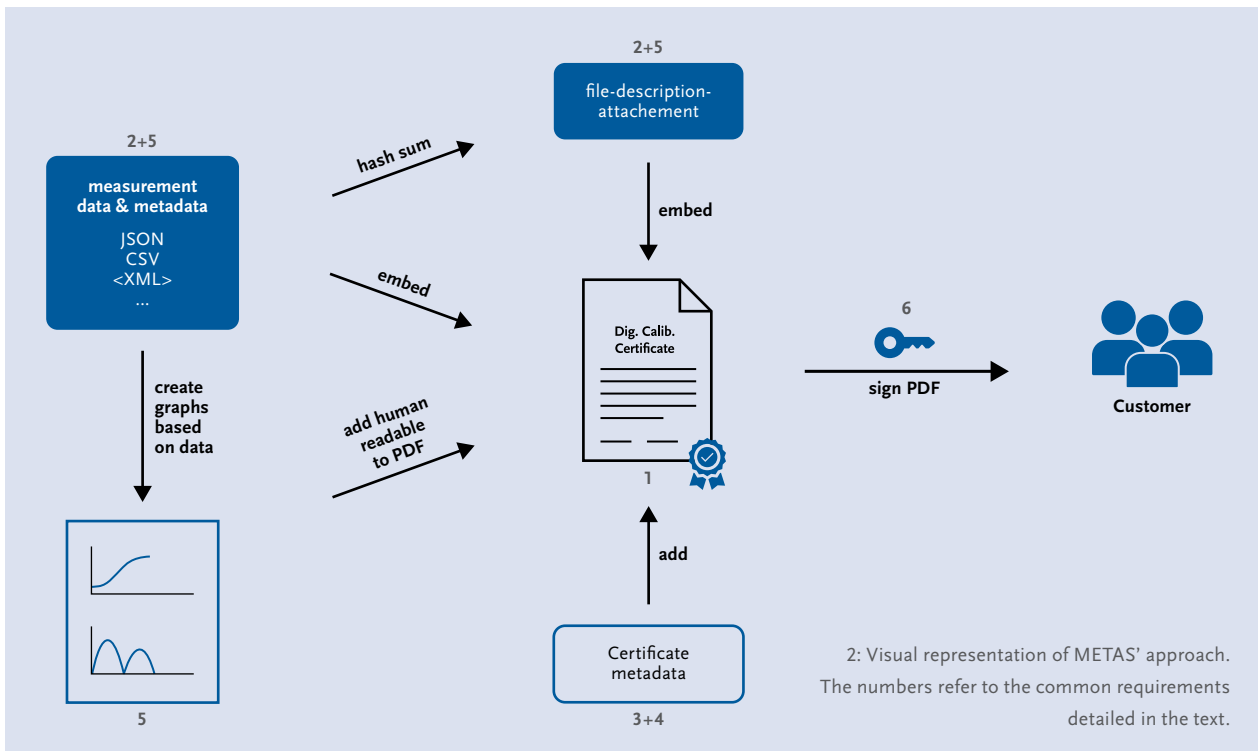 2+5
file-description-
attachement
2+5
measurement
data & metadata
JSON
CSV
<XML>
...
hash sum
embed
embed
create
graphs
based
on data
add human
readable
to PDF
Dig. Calib.
Certificate
1
6
sign PDF
Customer
add
Certificate
metadata
3+4
5
2: Visual representation of METAS’ approach.
The numbers refer to the common requirements
detailed in the text.